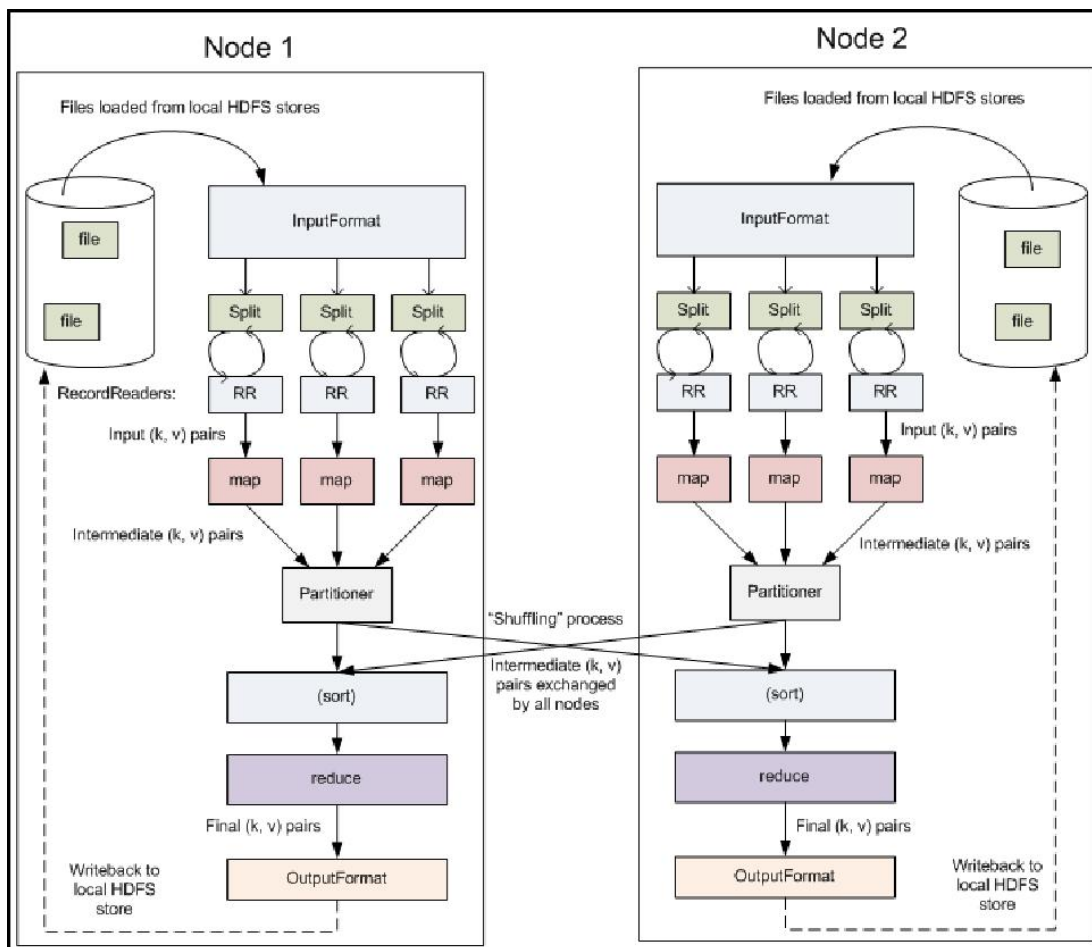 Node 1
Files loaded from local HDFS stores
InputFormat
file
file
Split
Split
Split
RecordReaders:
RR
RR
RR
Input (k, v) pairs
map
map
map
Intermediate (k, v) pairs
Partitioner
(sort)
reduce
Final (k, v) pairs
OutputFormat
Writeback to
local HDFS
store
"Shuffling" process
Intermediate (k, v)
pairs exchanged
by all nodes
Node 2
Files loaded from local HDFS stores
InputFormat
file
file
Split
Split
Split
RR
RR
RR
Input (k, v) pairs
map
map
map
Intermediate (k, v) pairs
Partitioner
(sort)
reduce
Final (k, v) pairs
OutputFormat
Writeback to
local HDFS
store